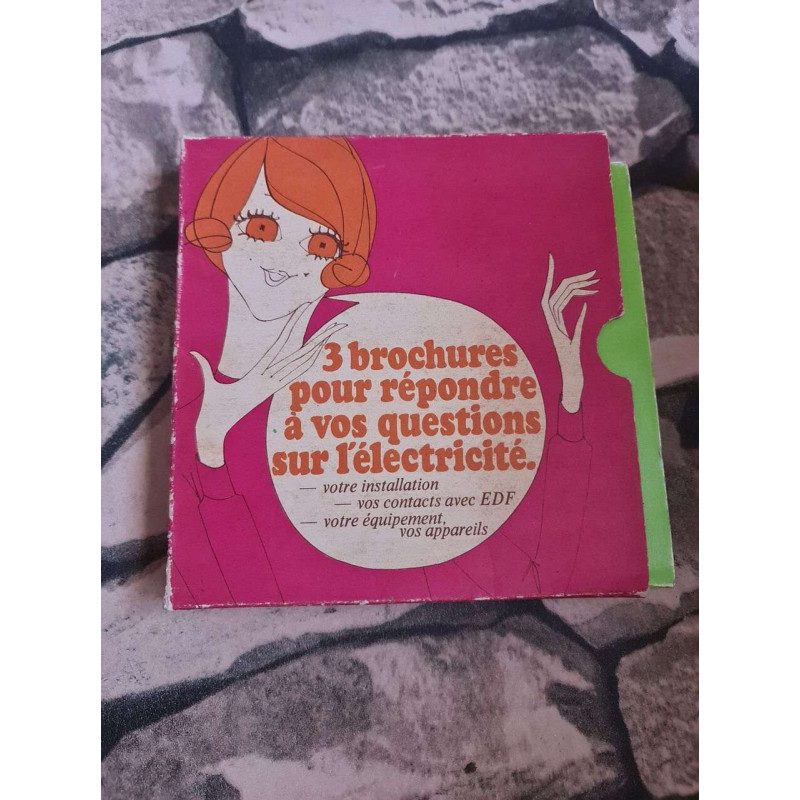 3 brochures
pour répondre
à vos questions
sur l'électricité.
— votre installation
— vos contacts avec EDF
— votre équipement,
vos appareils